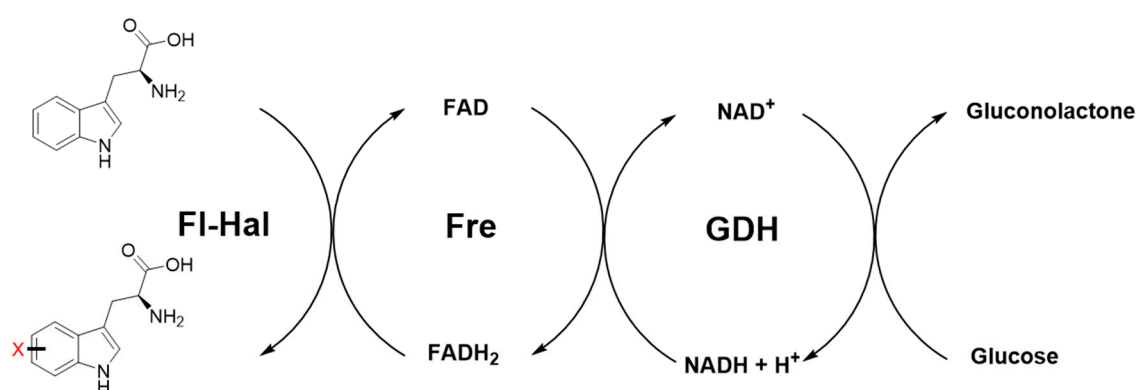 O
OH
NH₂
N
H
FAD
NAD⁺
Gluconolactone
Fl-Hal
Fre
GDH
O
OH
NH₂
X
N
H
FADH₂
NADH + H⁺
Glucose